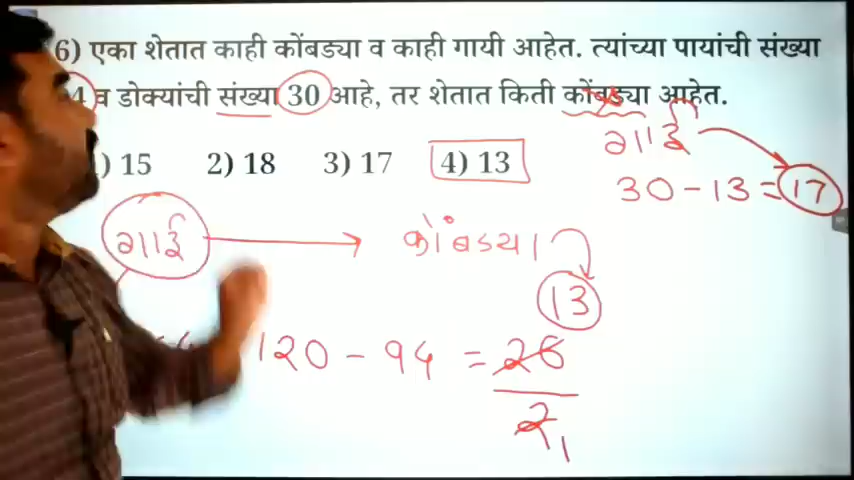 6) एका शेतात काही कोंबड्या व काही गायी आहेत. त्यांच्या पायांची संख्या
4 व डोक्यांची संख्या 30 आहे, तर शेतात किती कोंबड्या आहेत.
) 15 2) 18 3) 17 4) 13
गाई
30 - 13 = 17
गाई कोंबड्या
13
120 - 94 = 26
2